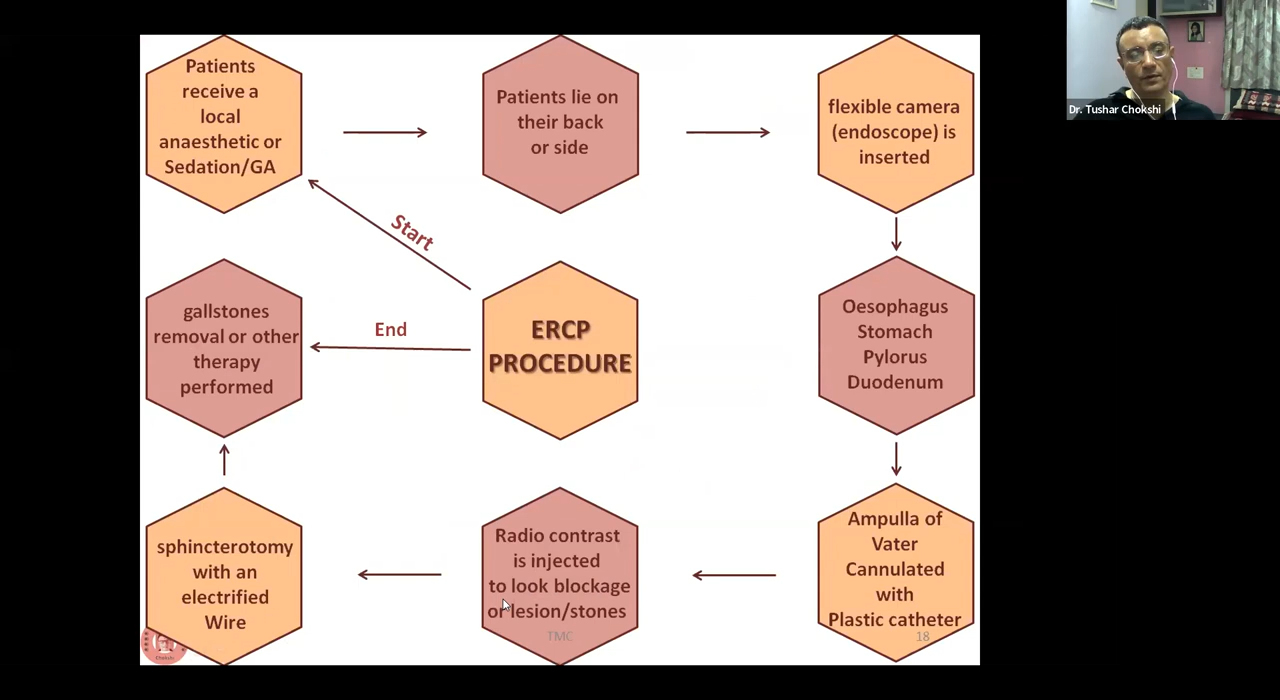 Patients
receive a
local
anaesthetic or
Sedation/GA
Patients lie on
their back
or side
flexible camera
(endoscope) is
inserted
Dr. Tushar Chokshi
Start
Oesophagus
Stomach
Pylorus
Duodenum
ERCP
PROCEDURE
End
gallstones
removal or other
therapy
performed
Ampulla of
Vater
Cannulated
with
Plastic catheter
18
Radio contrast
is injected
to look blockage
or lesion/stones
TMC
sphincterotomy
with an
electrified
Wire
Chokshi